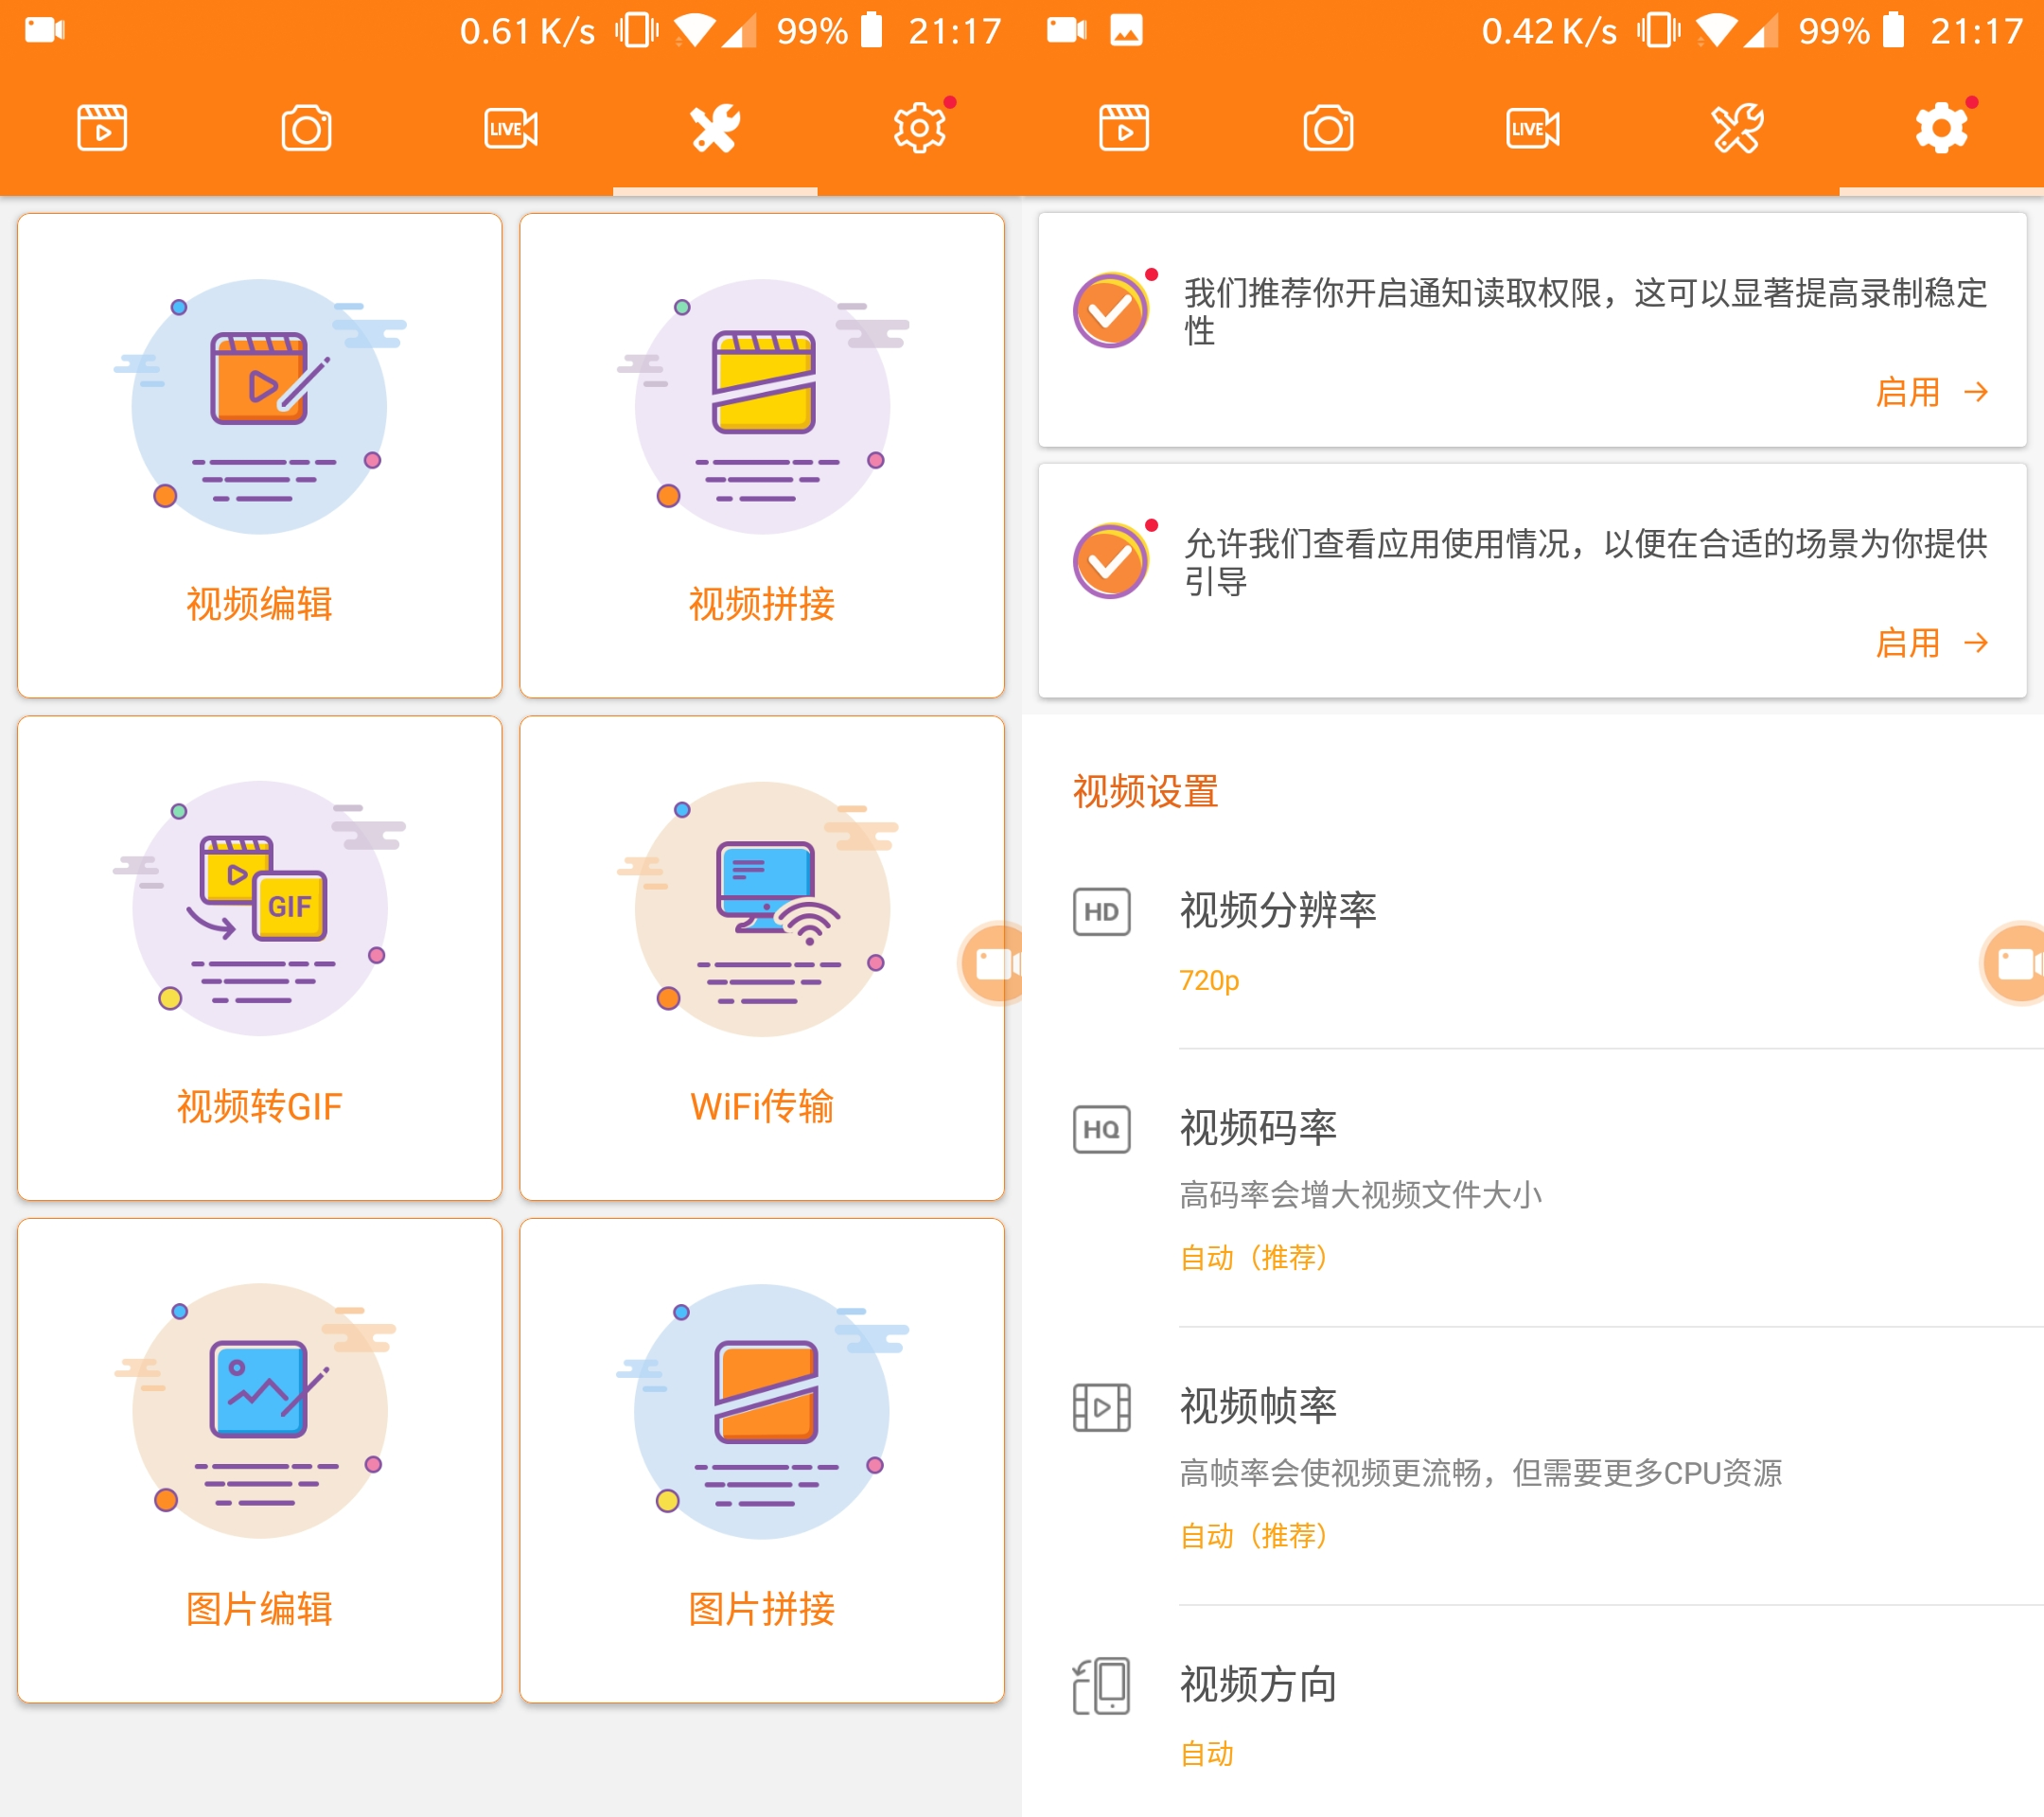 0.61 K/s 99% 21:17
LIVE
视频编辑
视频拼接
GIF
视频转GIF
WiFi传输
图片编辑
图片拼接
0.42 K/s 99% 21:17
LIVE
我们推荐你开启通知读取权限，这可以显著提高录制稳定
性
启用
允许我们查看应用使用情况，以便在合适的场景为你提供
引导
启用
视频设置
HD 视频分辨率
720p
HQ 视频码率
高码率会增大视频文件大小
自动（推荐）
视频帧率
高帧率会使视频更流畅，但需要更多CPU资源
自动（推荐）
视频方向
自动